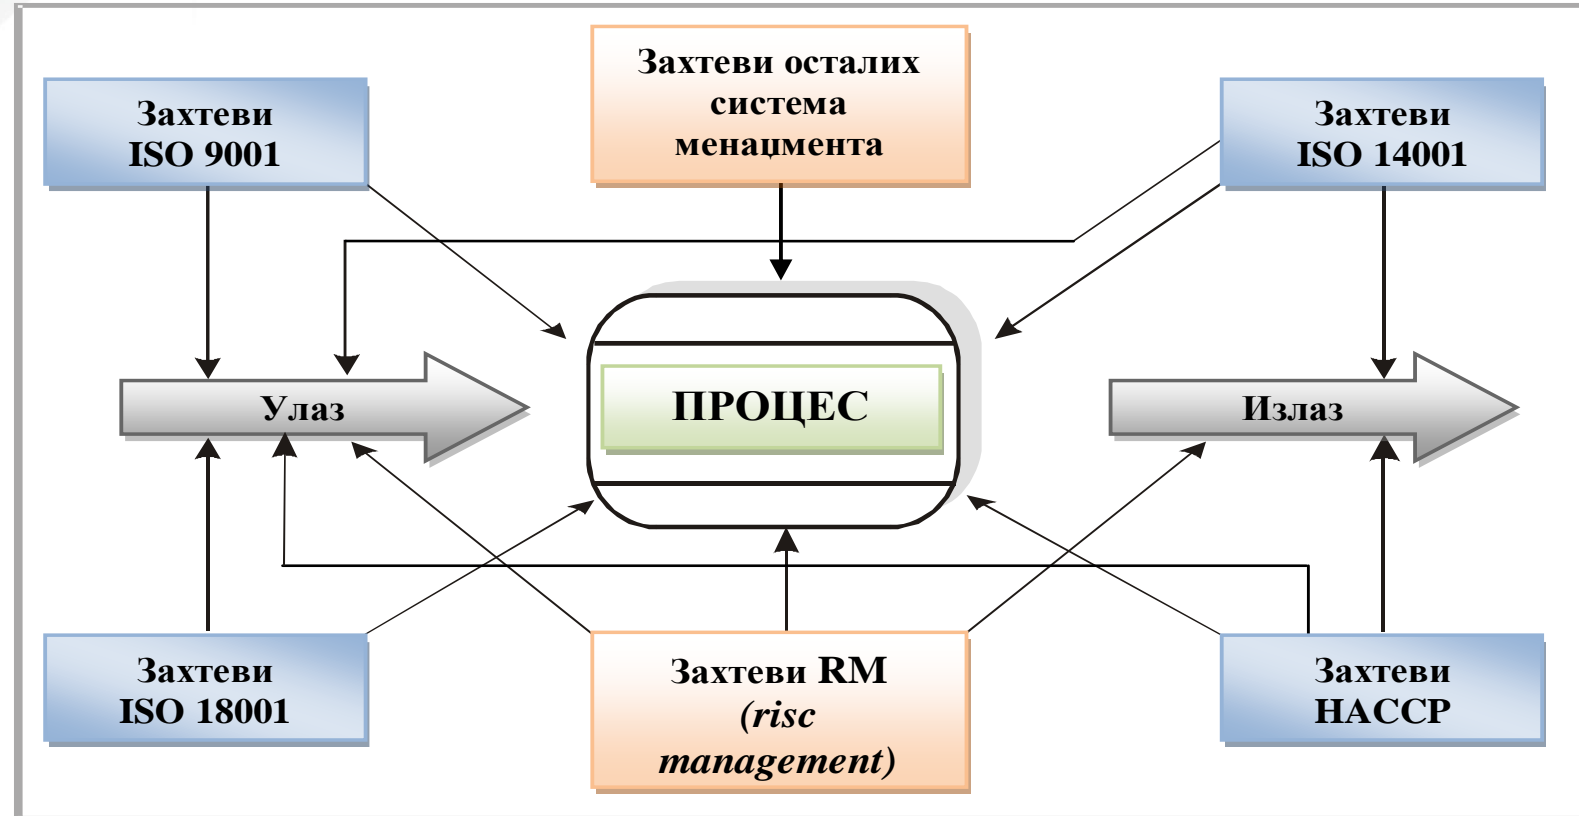 Захтеви
ISO 9001
Захтеви осталих
система
менаџмента
Захтеви
ISO 14001
Улаз
ПРОЦЕС
Излаз
Захтеви
ISO 18001
Захтеви RM
(risc
management)
Захтеви
HACCP